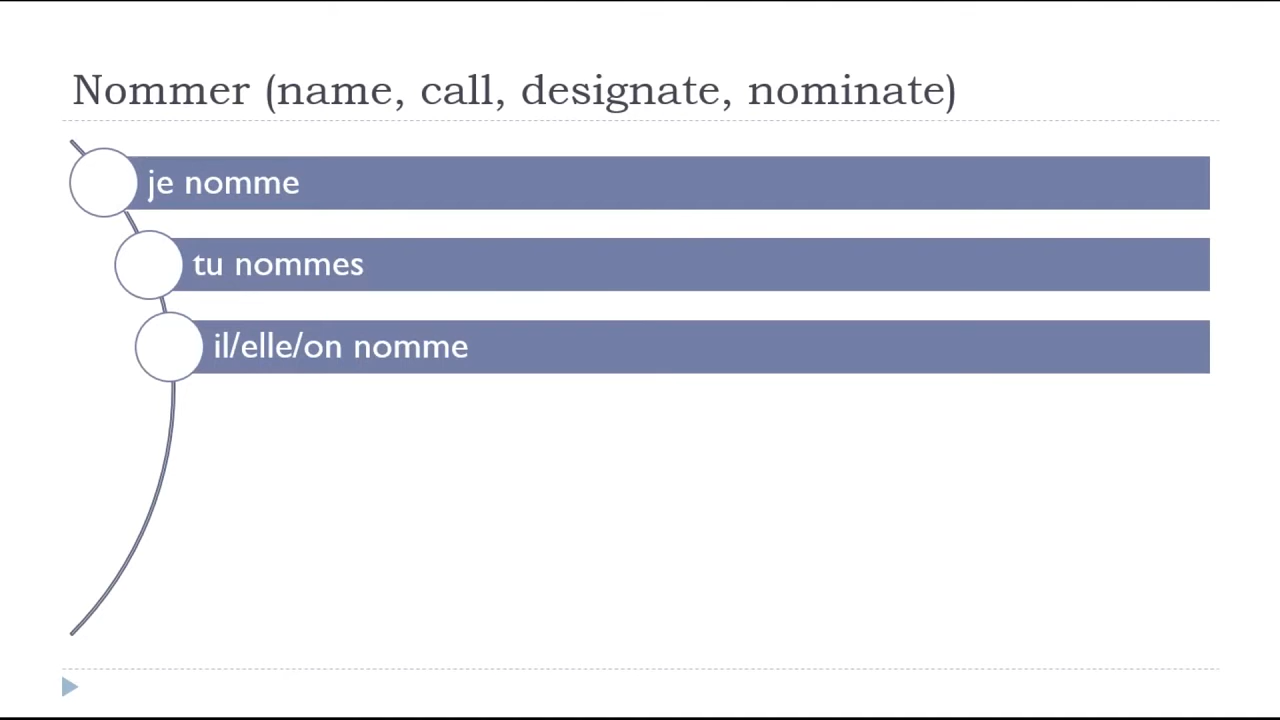 Nommer (name, call, designate, nominate)
je nomme
tu nommes
il/elle/on nomme